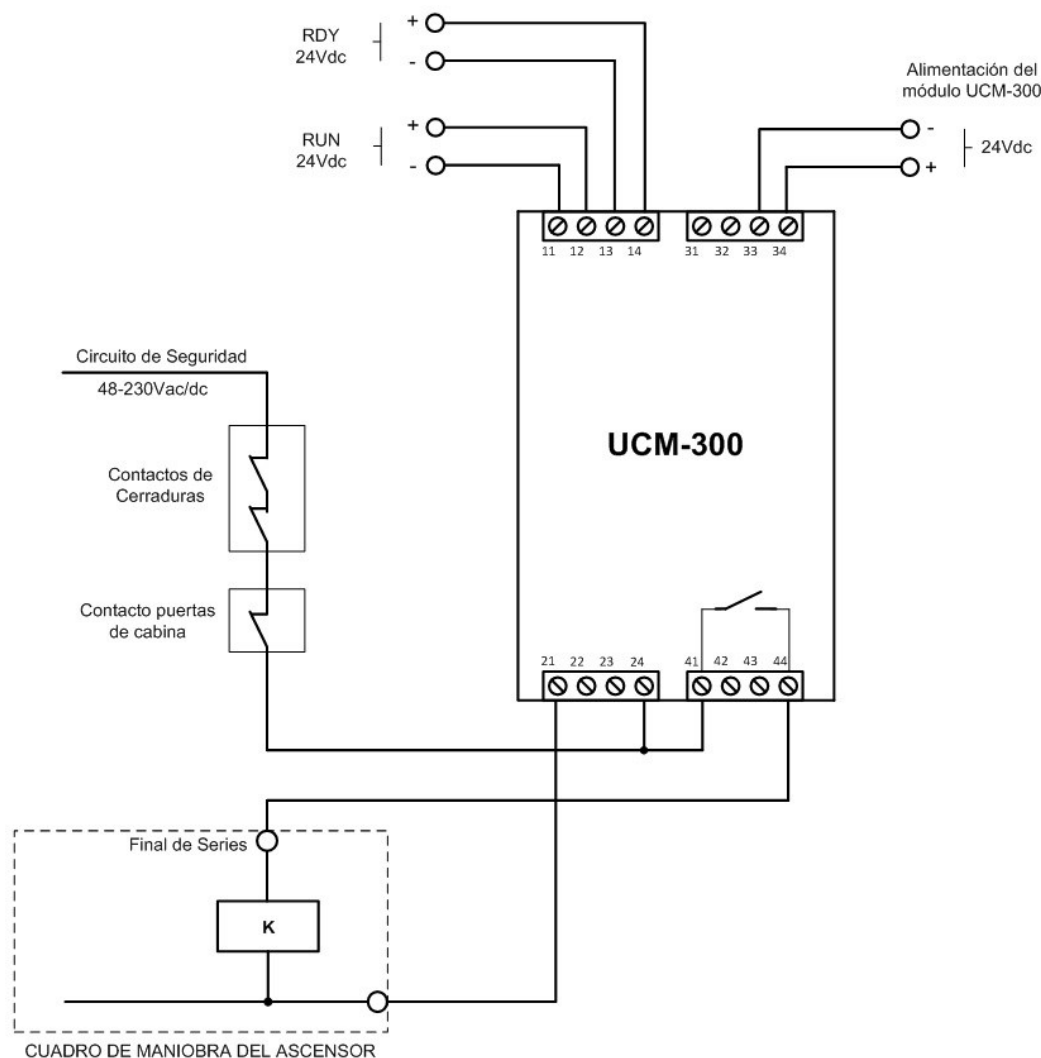 RDY
24Vdc
+
-
RUN
24Vdc
+
-
Alimentación del
módulo UCM-300
-
+
24Vdc
11 12 13 14
31 32 33 34
Circuito de Seguridad
48-230Vac/dc
Contactos de
Cerraduras
UCM-300
Contacto puertas
de cabina
21 22 23 24
41 42 43 44
Final de Series
K
CUADRO DE MANIOBRA DEL ASCENSOR